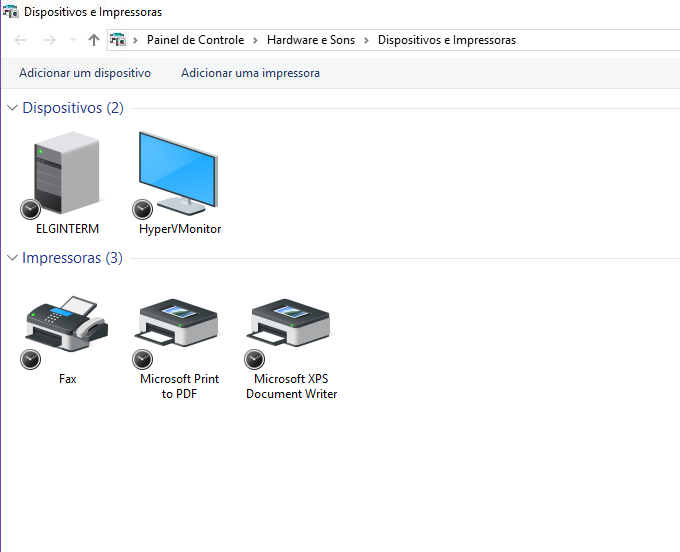 Dispositivos e Impressoras
Painel de Controle > Hardware e Sons > Dispositivos e Impressoras
Adicionar um dispositivo Adicionar uma impressora
Dispositivos (2)
ELGINTERM HyperVMonitor
Impressoras (3)
Fax
Microsoft Print
to PDF
Microsoft XPS
Document Writer